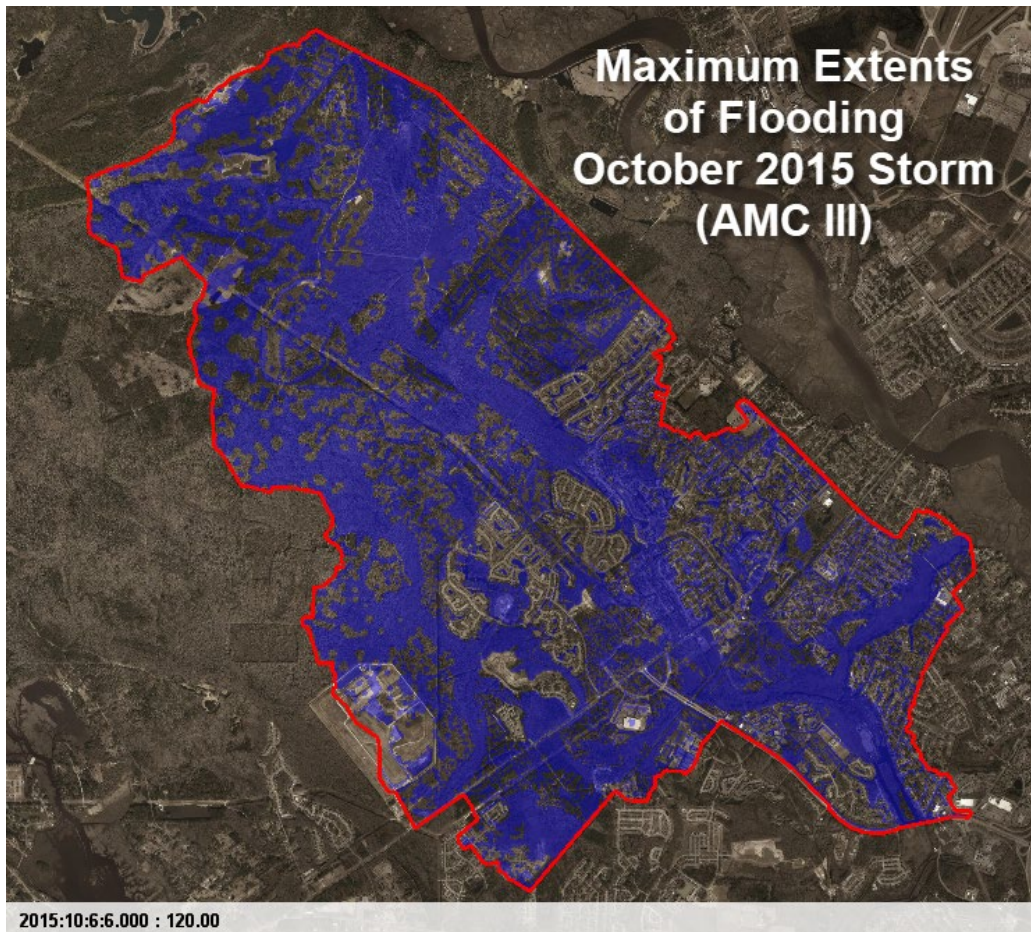 Maximum Extents
of Flooding
October 2015 Storm
(AMC III)
2015:10:6:6.000 : 120.00